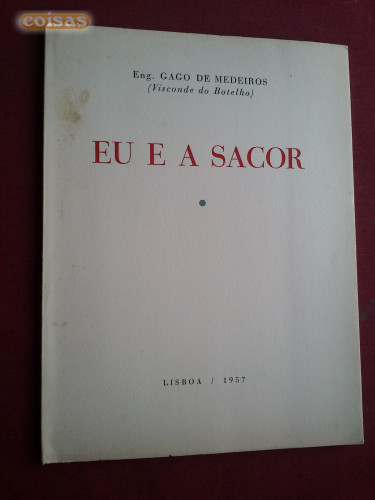 coisas
Eng. GAGO DE MEDEIROS
(Visconde do Botelho)
EU E A SACOR
LISBOA / 1957